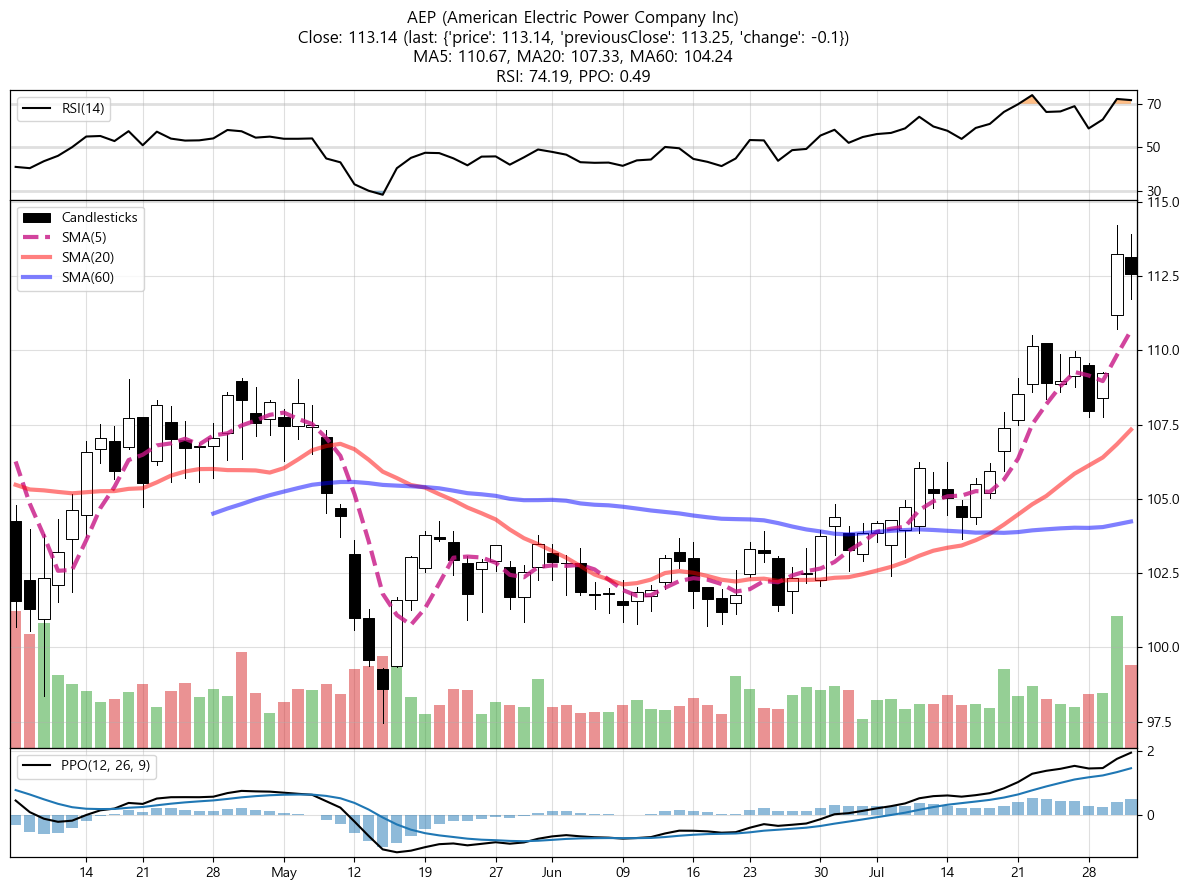 AEP (American Electric Power Company Inc)
Close: 113.14 (last: {'price': 113.14, 'previousClose': 113.25, 'change': -0.1})
MA5: 110.67, MA20: 107.33, MA60: 104.24
RSI: 74.19, PPO: 0.49
RSI(14)
70
50
30
Candlesticks
SMA(5)
SMA(20)
SMA(60)
115.0
112.5
110.0
107.5
105.0
102.5
100.0
97.5
PPO(12, 26, 9)
2
0
14 21 28 May 12 19 27 Jun 09 16 23 30 Jul 14 21 28